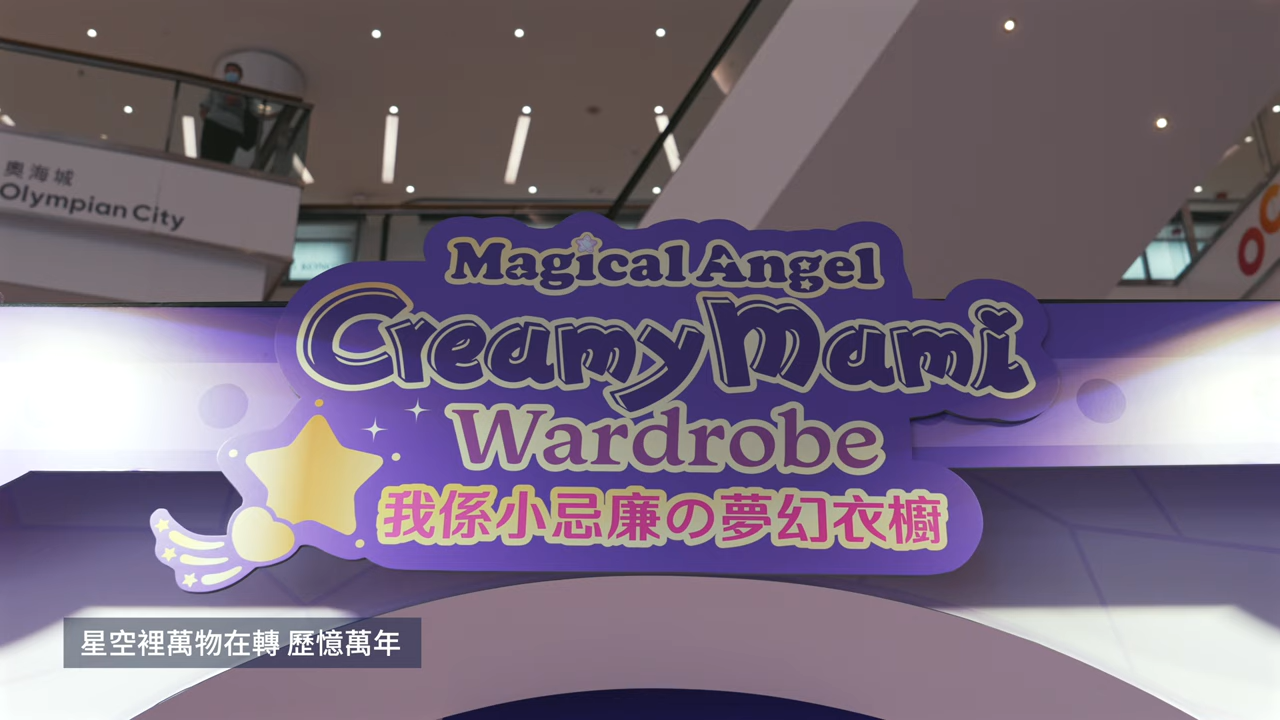 奧海城
Olympian City
Magical Angel
Creamy Mami
Wardrobe
我係小忌廉の夢幻衣櫥
星空裡萬物在轉 歷憶萬年